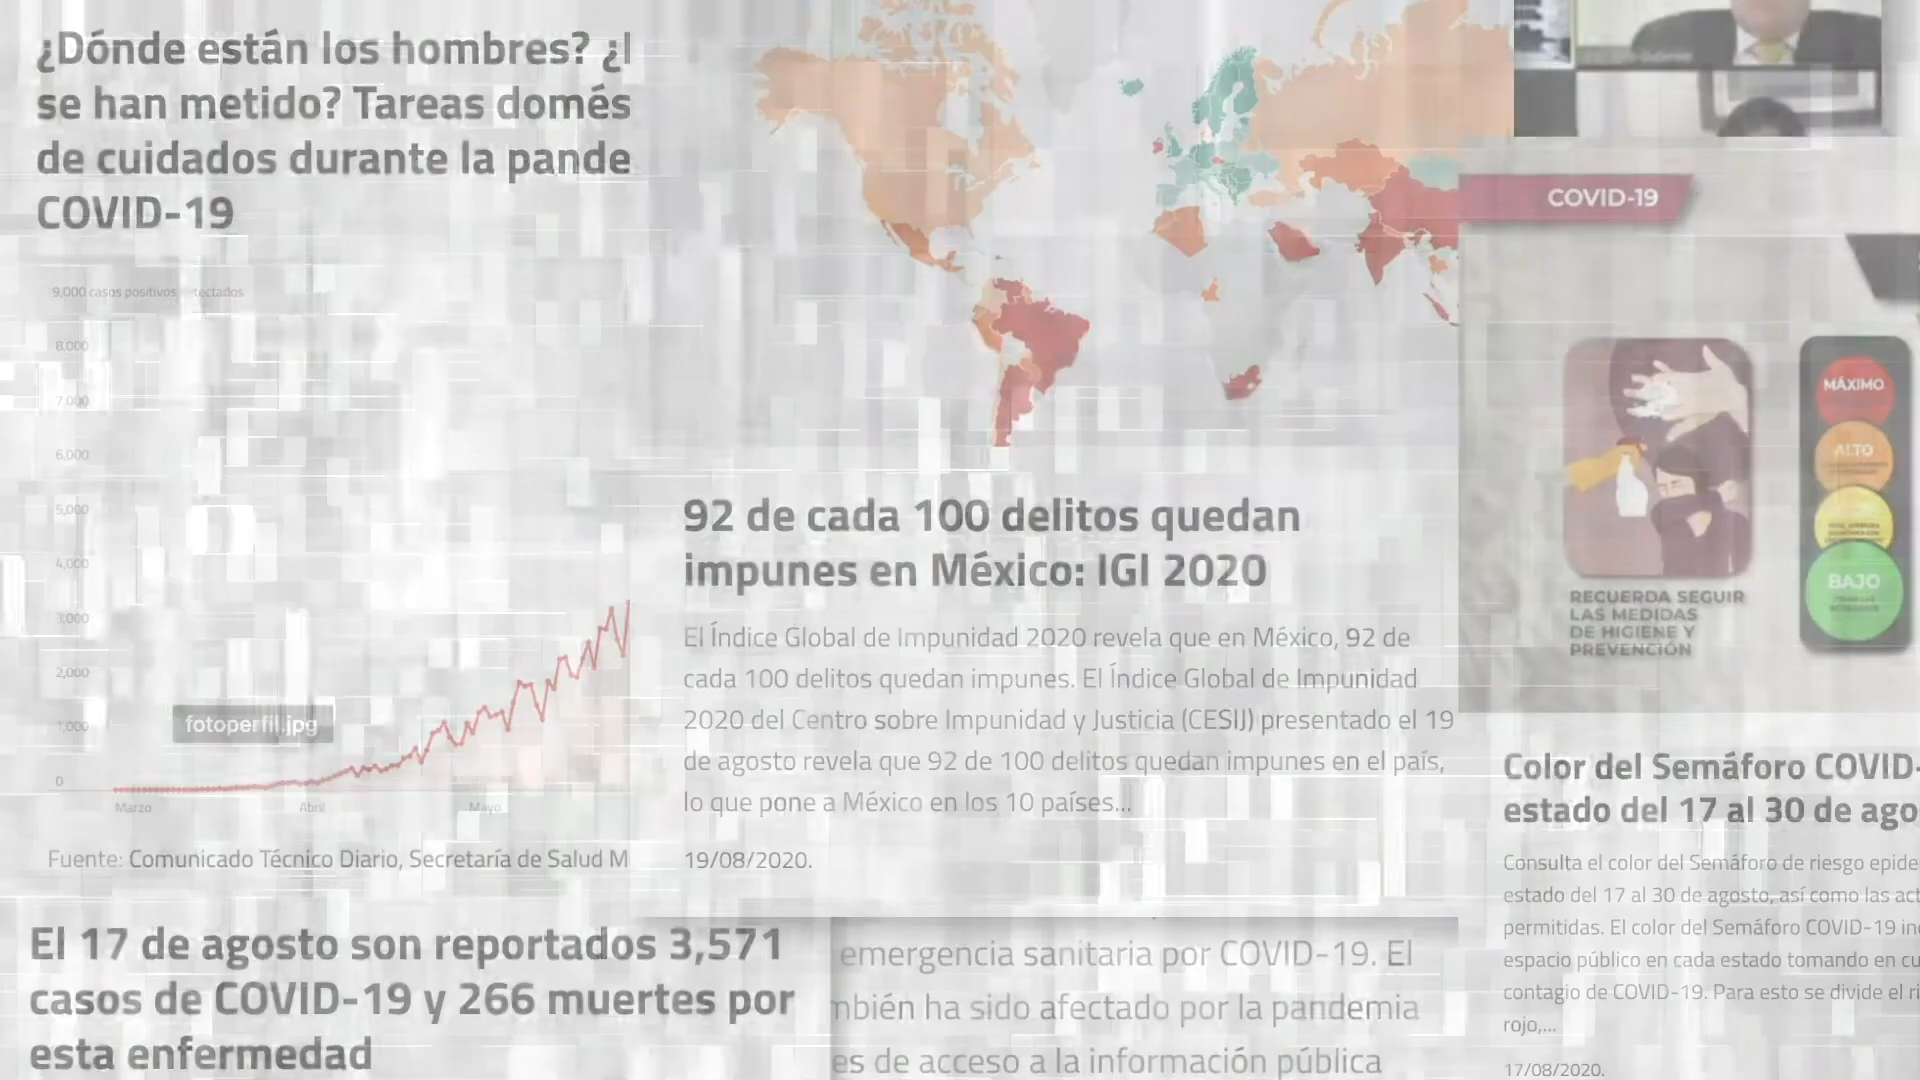 ¿Dónde están los hombres? ¿
se han metido? Tareas domés
de cuidados durante la pande
COVID-19
9,000 casos positivos tectados
8,000
7,000
6,000
5,000
4,000
3,000
2,000
1,000
0
fotoperfil.jpg
Marzo Abril Mayo
Fuente: Comunicado Técnico Diario, Secretaría de Salud M
El 17 de agosto son reportados 3,571
casos de COVID-19 y 266 muertes por
esta enfermedad
92 de cada 100 delitos quedan
impunes en México: IGI 2020
El Índice Global de Impunidad 2020 revela que en México, 92 de
cada 100 delitos quedan impunes. El Índice Global de Impunidad
2020 del Centro sobre Impunidad y Justicia (CESIJ) presentado el 19
de agosto revela que 92 de 100 delitos quedan impunes en el país,
lo que pone a México en los 10 países...
19/08/2020.
emergencia sanitaria por COVID-19. El
mbién ha sido afectado por la pandemia
es de acceso a la información pública
COVID-19
MÁXIMO
ALTO
BAJO
RECUERDA SEGUIR
LAS MEDIDAS
DE HIGIENE Y
PREVENCIÓN
Color del Semáforo COVID-
estado del 17 al 30 de ago
Consulta el color del Semáforo de riesgo epide
estado del 17 al 30 de agosto, así como las act
permitidas. El color del Semáforo COVID-19 in
espacio público en cada estado tomando en cu
contagio de COVID-19. Para esto se divide el ri
rojo,...
17/08/2020.